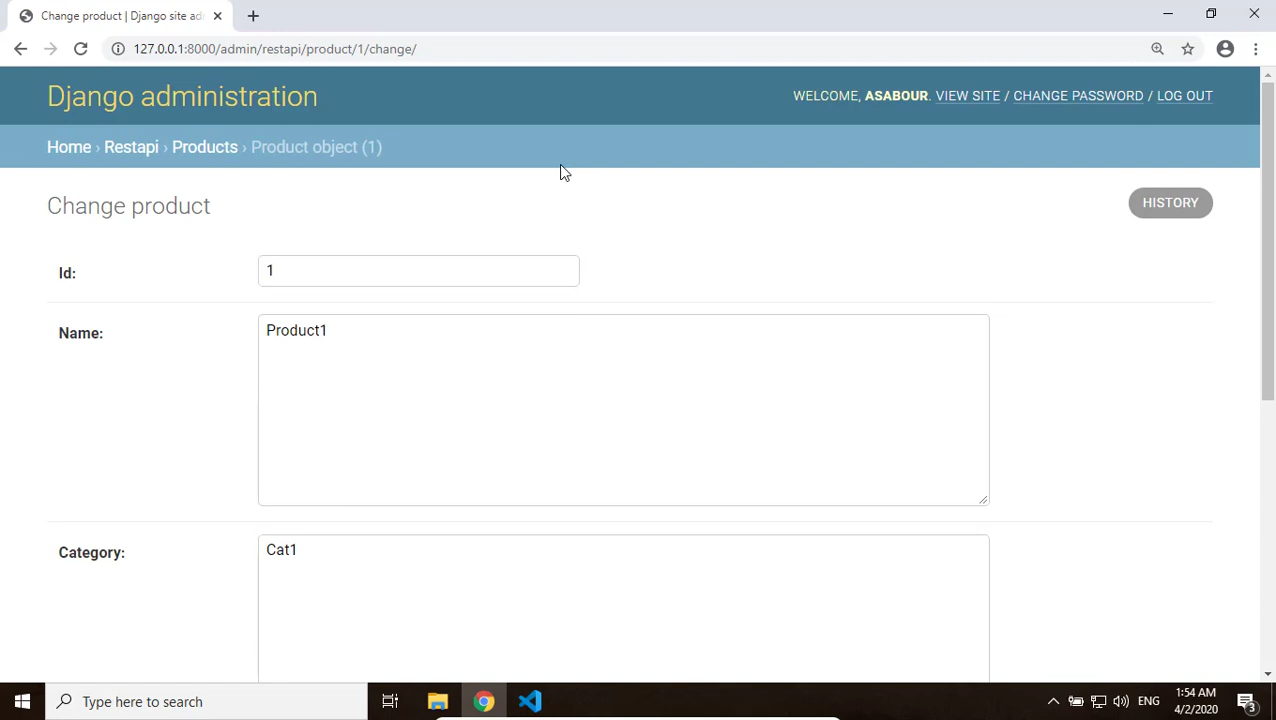 Change product | Django site ad
127.0.0.1:8000/admin/restapi/product/1/change/
Django administration
WELCOME, ASABOUR. VIEW SITE / CHANGE PASSWORD / LOG OUT
Home › Restapi › Products › Product object (1)
Change product
HISTORY
Id:
1
Name:
Product1
Category:
Cat1
Type here to search
ENG
1:54 AM
4/2/2020
3